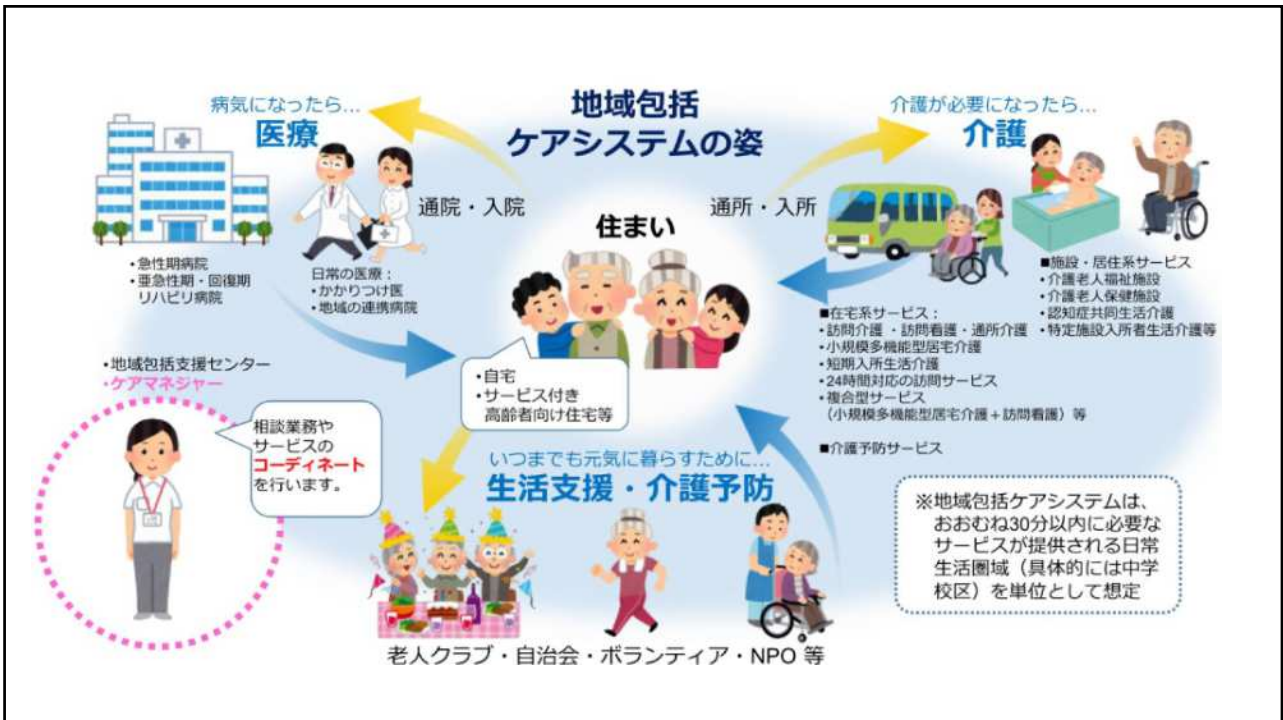 地域包括
ケアシステムの姿
病気になったら…
医療
通院・入院
・急性期病院
・亜急性期・回復期
リハビリ病院
日常の医療：
・かかりつけ医
・地域の連携病院
介護が必要になったら…
介護
通所・入所
■施設・居住系サービス
・介護老人福祉施設
・介護老人保健施設
・認知症共同生活介護
・特定施設入所者生活介護等
■在宅系サービス：
・訪問介護・訪問看護・通所介護
・小規模多機能型居宅介護
・短期入所生活介護
・24時間対応の訪問サービス
・複合型サービス
（小規模多機能型居宅介護＋訪問看護）等
■介護予防サービス
住まい
・自宅
・サービス付き
高齢者向け住宅等
・地域包括支援センター
・ケアマネジャー
相談業務や
サービスの
コーディネート
を行います。
いつまでも元気に暮らすために…
生活支援・介護予防
老人クラブ・自治会・ボランティア・NPO 等
※地域包括ケアシステムは、
おおむね30分以内に必要な
サービスが提供される日常
生活圏域（具体的には中学
校区）を単位として想定